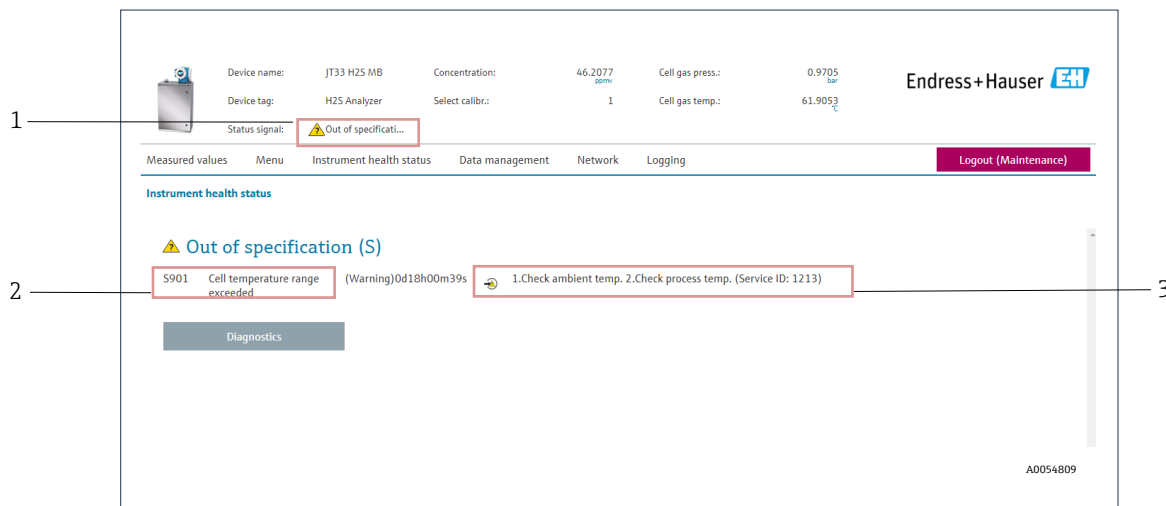 Device name: JT33 H2S MB Concentration: 46.2077 ppmv Cell gas press.: 0.9705 bar
Endress+Hauser EH
Device tag: H2S Analyzer Select calibr.: 1 Cell gas temp.: 61.9053 °C
1
Status signal: Out of specificati...
Measured values Menu Instrument health status Data management Network Logging Logout (Maintenance)
Instrument health status
Out of specification (S)
2
S901 Cell temperature range (Warning)0d18h00m39s 1.Check ambient temp. 2.Check process temp. (Service ID: 1213)
exceeded
3
Diagnostics
A0054809